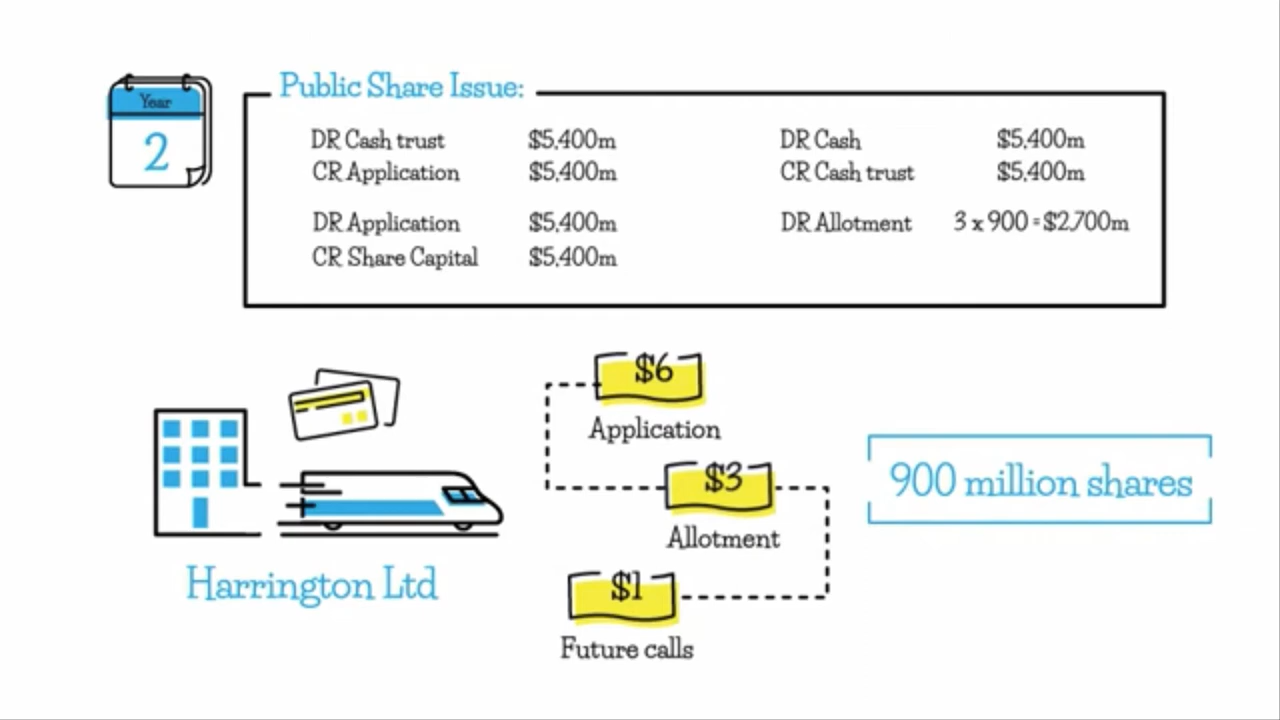 Year
2
Public Share Issue:
DR Cash trust $5,400m
CR Application $5,400m
DR Application $5,400m
CR Share Capital $5,400m
DR Cash $5,400m
CR Cash trust $5,400m
DR Allotment 3 x 900 = $2,700m
$6
Application
$3
Allotment
$1
Future calls
900 million shares
Harrington Ltd